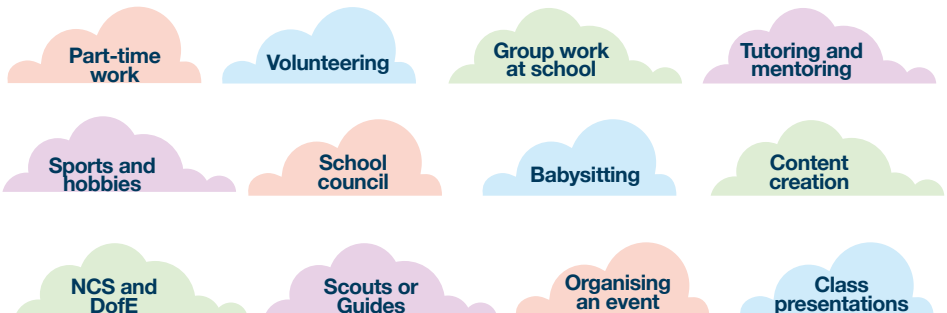 Part-time
work
Volunteering
Group work
at school
Tutoring and
mentoring
Sports and
hobbies
School
council
Babysitting
Content
creation
NCS and
DofE
Scouts or
Guides
Organising
an event
Class
presentations